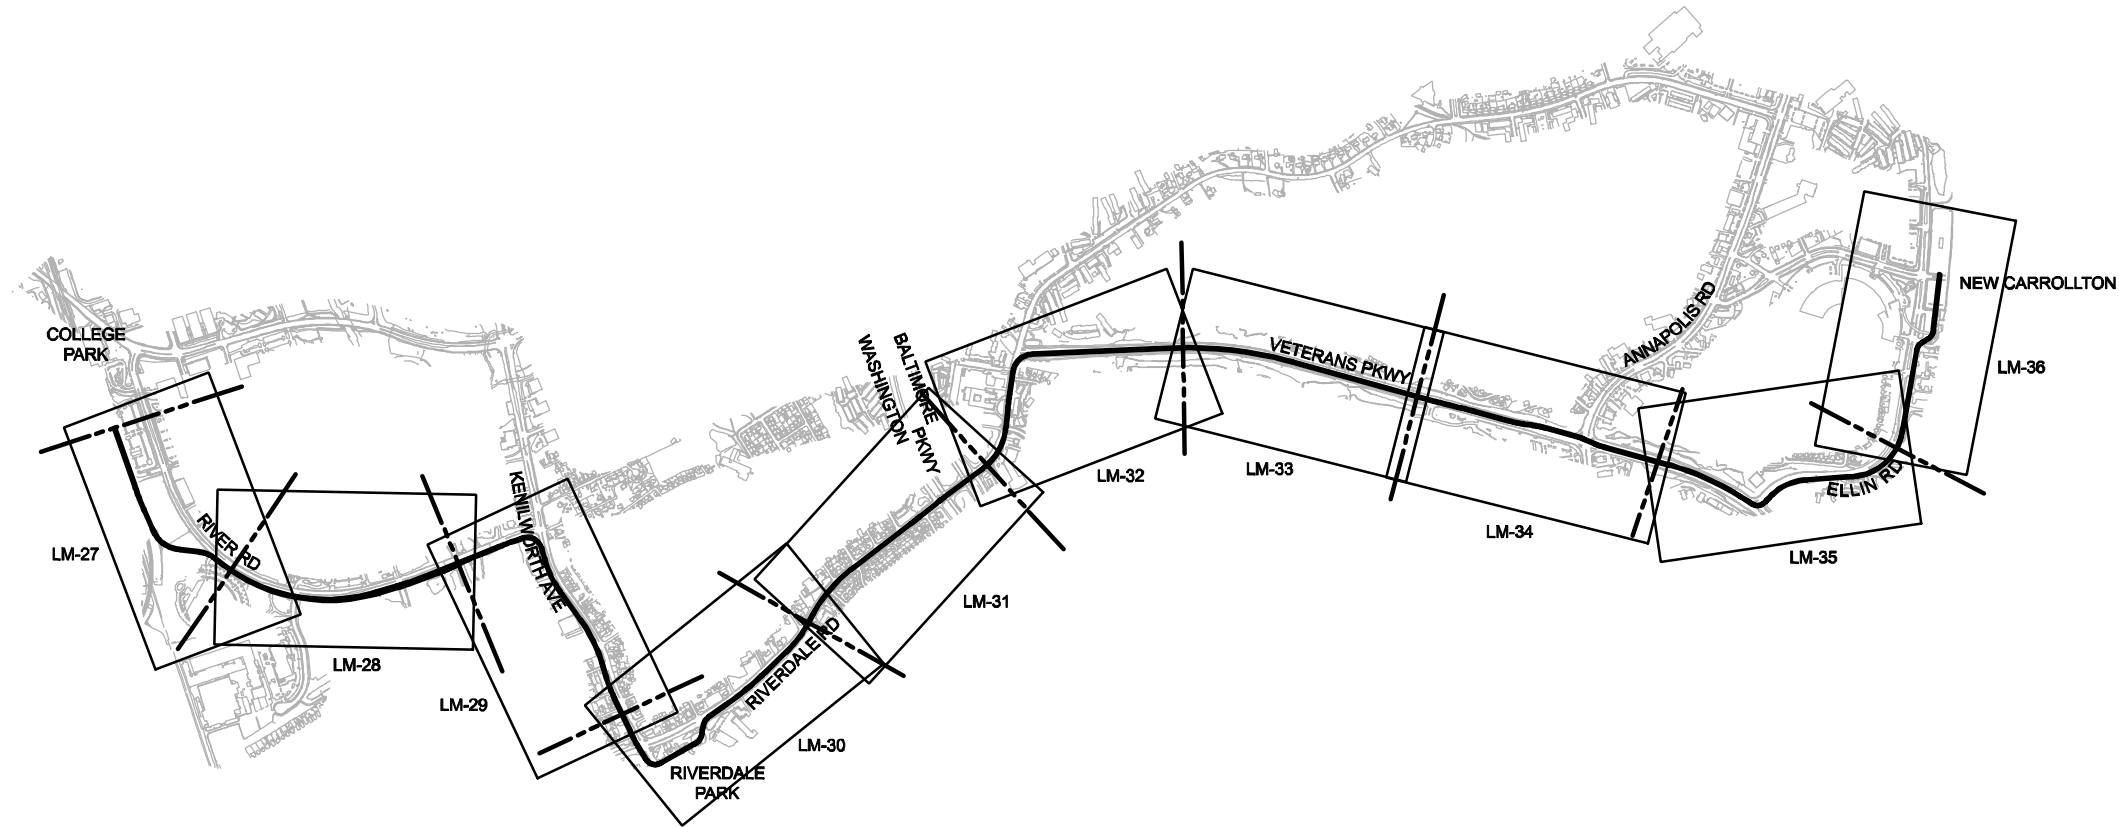 COLLEGE
PARK
LM-27
RIVER RD
LM-28
KENILWORTH AVE
LM-29
RIVERDALE
PARK
LM-30
RIVERDALE RD
LM-31
BALTIMORE PKWY
WASHINGTON
LM-32
VETERANS PKWY
LM-33
LM-34
ANNAPOLIS RD
LM-35
ELLIN RD
NEW CARROLLTON
LM-36